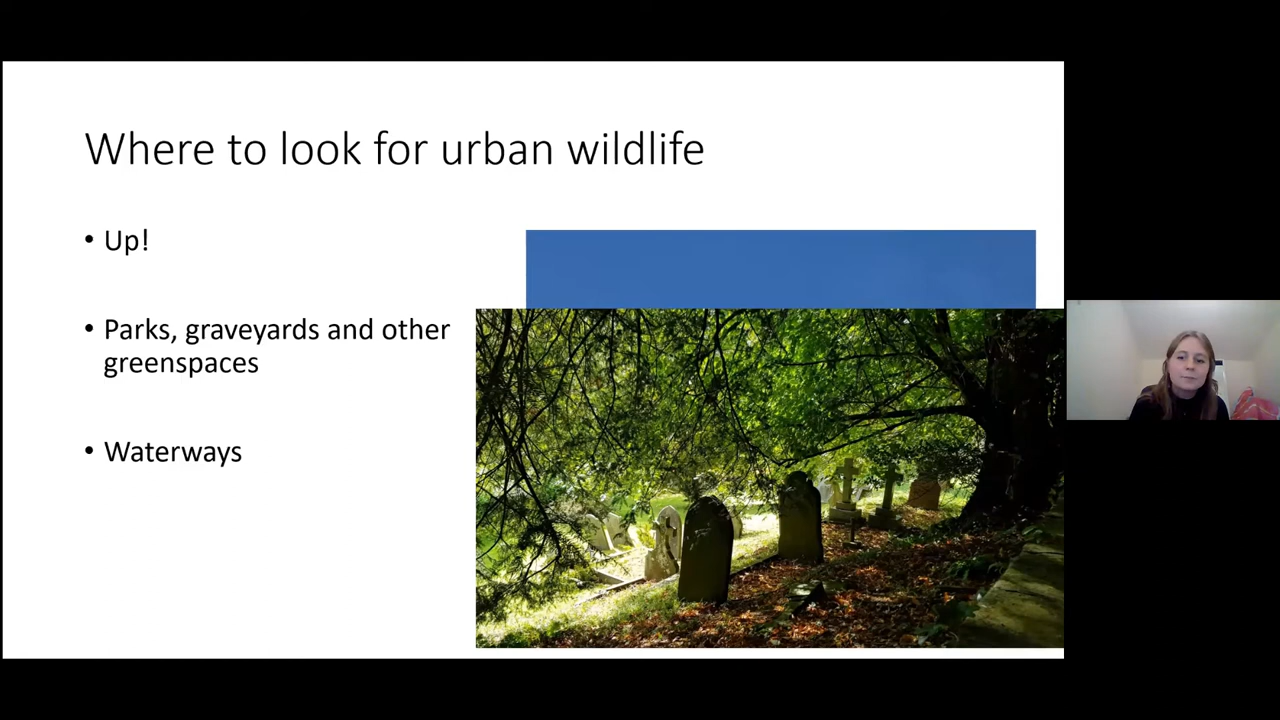 Where to look for urban wildlife
• Up!
• Parks, graveyards and other
greenspaces
• Waterways